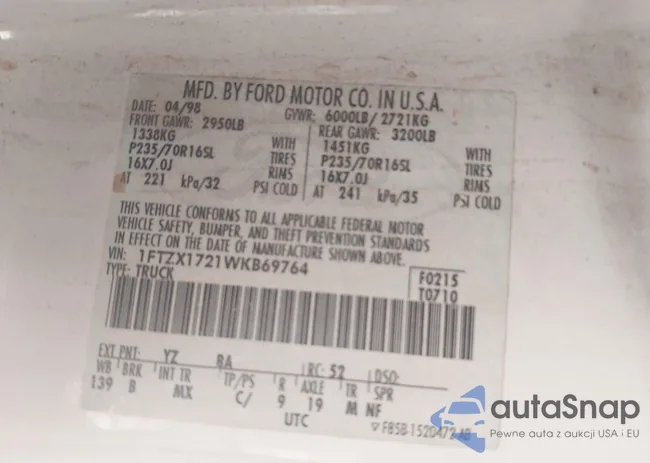 MFD. BY FORD MOTOR CO. IN U.S.A.
DATE: 04/98 GVWR: 6000LB/ 2721KG
FRONT GAWR: 2950LB REAR GAWR: 3200LB
1338KG WITH 1451KG WITH
P235/70R16SL TIRES P235/70R16SL TIRES
16X7.0J RIMS 16X7.0J RIMS
AT 221 kPa/32 PSI COLD AT 241 kPa/35 PSI COLD
THIS VEHICLE CONFORMS TO ALL APPLICABLE FEDERAL MOTOR
VEHICLE SAFETY, BUMPER, AND THEFT PREVENTION STANDARDS
IN EFFECT ON THE DATE OF MANUFACTURE SHOWN ABOVE.
VIN: 1FTZX1721WKB69764 F0215
TYPE: TRUCK T0710
EXT PNT: YZ BA RC: 52 DSO:
WB BRK INT TR TP/PS R AXLE TR SPR
139 B MX C/ 9 19 M NF
UTC ▽ F85B-1520472-AB
autaSnap
Pewne auta z aukcji USA i EU